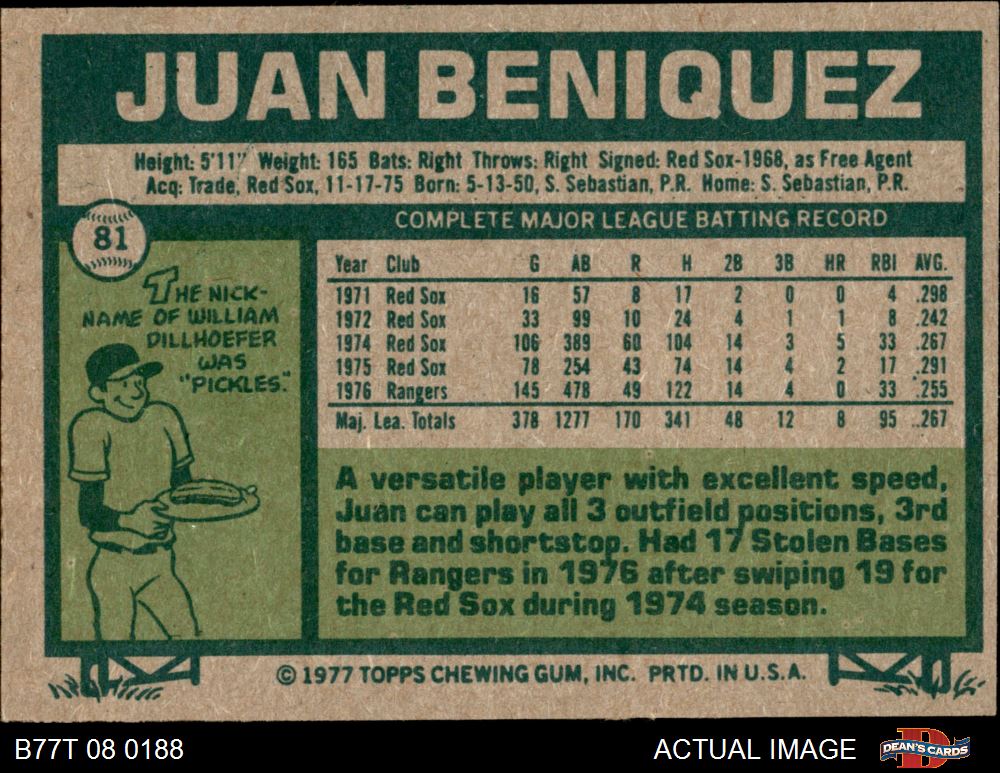 JUAN BENIQUEZ
Height: 5'11" Weight: 165 Bats: Right Throws: Right Signed: Red Sox-1968, as Free Agent
Acq: Trade, Red Sox, 11-17-75 Born: 5-13-50, S. Sebastian, P.R. Home: S. Sebastian, P.R.
81
THE NICK-
NAME OF WILLIAM
DILLHOEFER
WAS
"PICKLES."
COMPLETE MAJOR LEAGUE BATTING RECORD
Year Club G AB R H 2B 3B HR RBI AVG.
1971 Red Sox 16 57 8 17 2 0 0 4 .298
1972 Red Sox 33 99 10 24 4 1 1 8 .242
1974 Red Sox 106 389 60 104 14 3 5 33 .267
1975 Red Sox 78 254 43 74 14 4 2 17 .291
1976 Rangers 145 478 49 122 14 4 0 33 .255
Maj. Lea. Totals 378 1277 170 341 48 12 8 95 .267
A versatile player with excellent speed,
Juan can play all 3 outfield positions, 3rd
base and shortstop. Had 17 Stolen Bases
for Rangers in 1976 after swiping 19 for
the Red Sox during 1974 season.
© 1977 TOPPS CHEWING GUM, INC. PRTD. IN U.S.A.
B77T 08 0188
ACTUAL IMAGE
DEAN'S CARDS